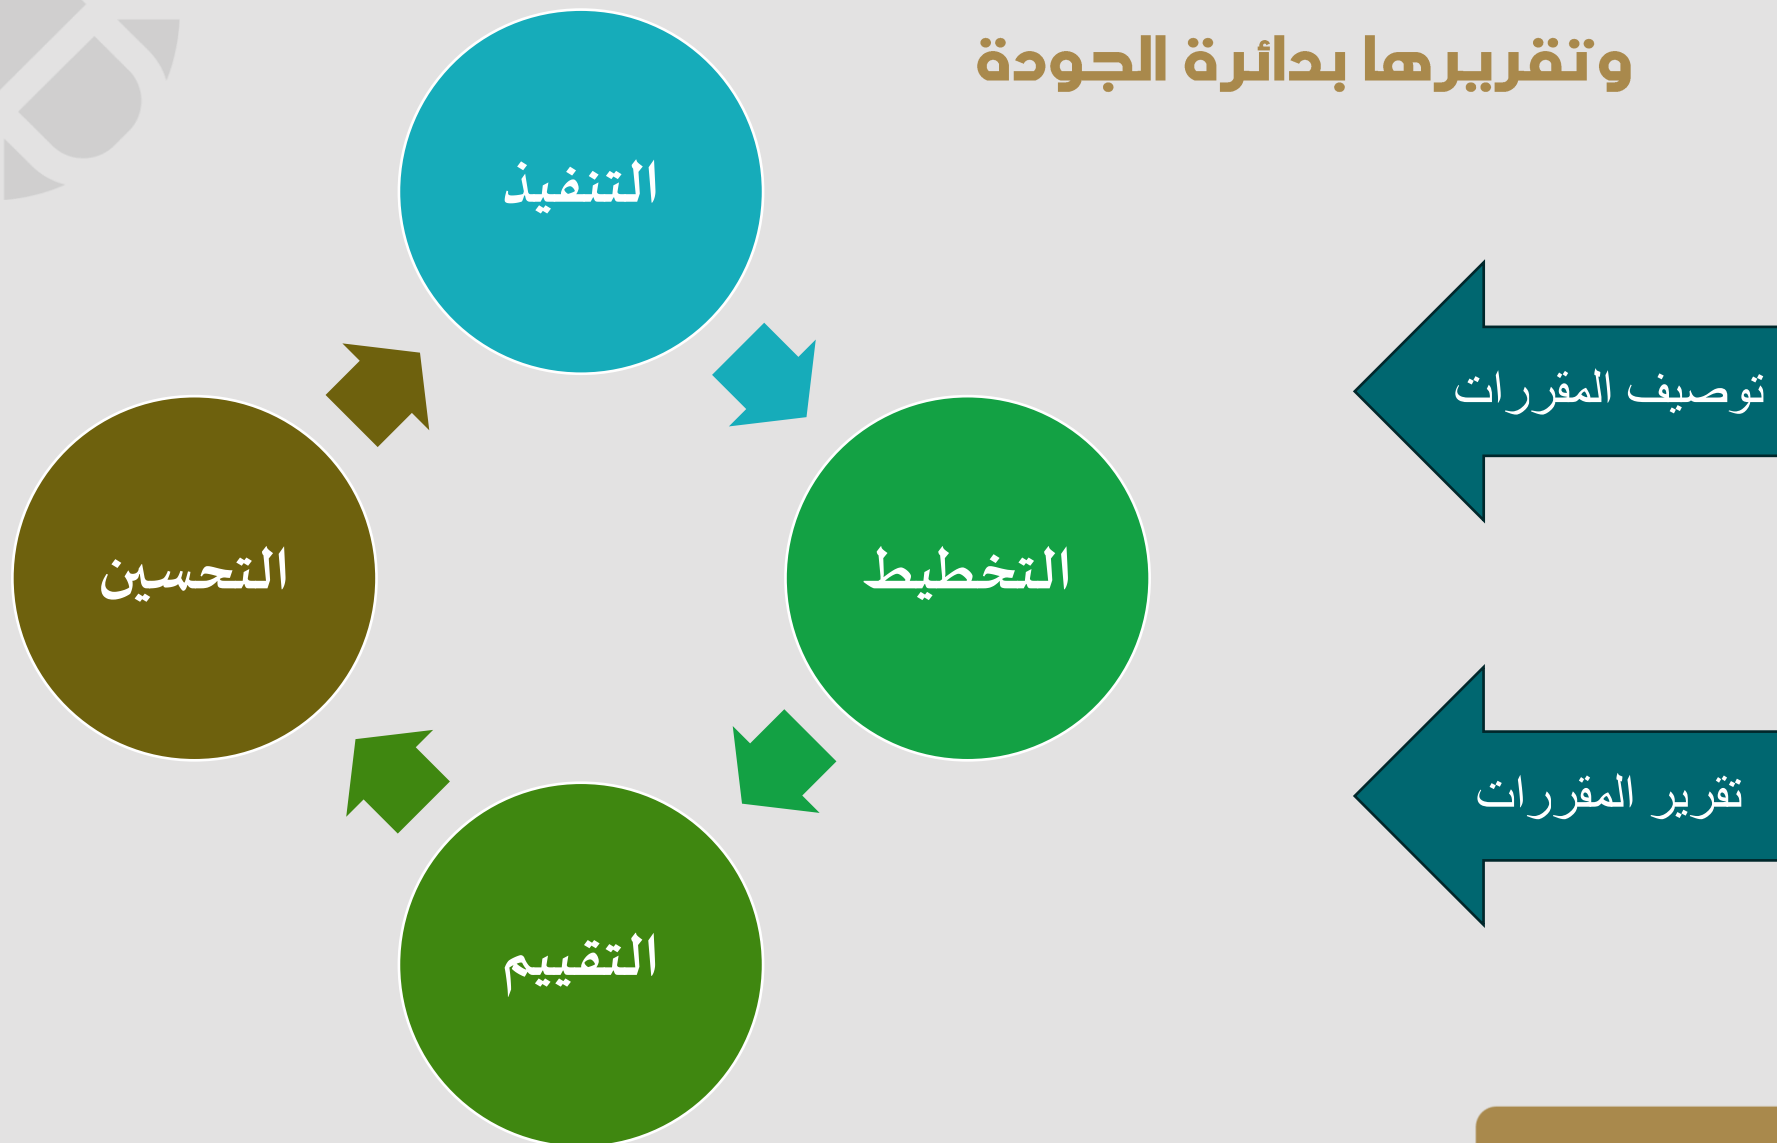 وتقريرها بدائرة الجودة
التنفيذ
توصيف المقررات
التحسين
التخطيط
تقرير المقررات
التقييم